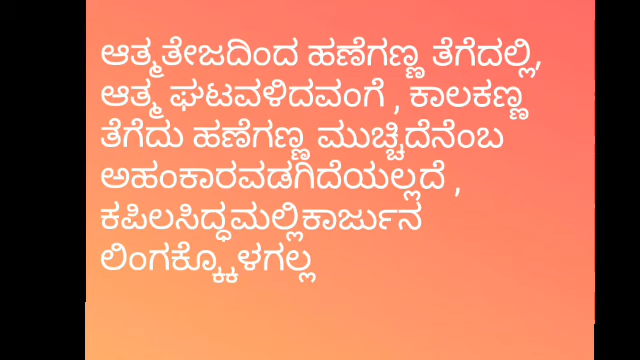 ಆತ್ಮತೇಜದಿಂದ ಹಣೆಗಣ್ಣ ತೆಗೆದಲ್ಲಿ,
ಆತ್ಮ ಘಟವಳಿದವಂಗೆ , ಕಾಲಕಣ್ಣ
ತೆಗೆದು ಹಣೆಗಣ್ಣ ಮುಚ್ಚಿದೆನೆಂಬ
ಅಹಂಕಾರವಡಗಿದೆಯಲ್ಲದೆ ,
ಕಪಿಲಸಿದ್ಧಮಲ್ಲಿಕಾರ್ಜುನ
ಲಿಂಗಕ್ಕೊಳಗಲ್ಲ